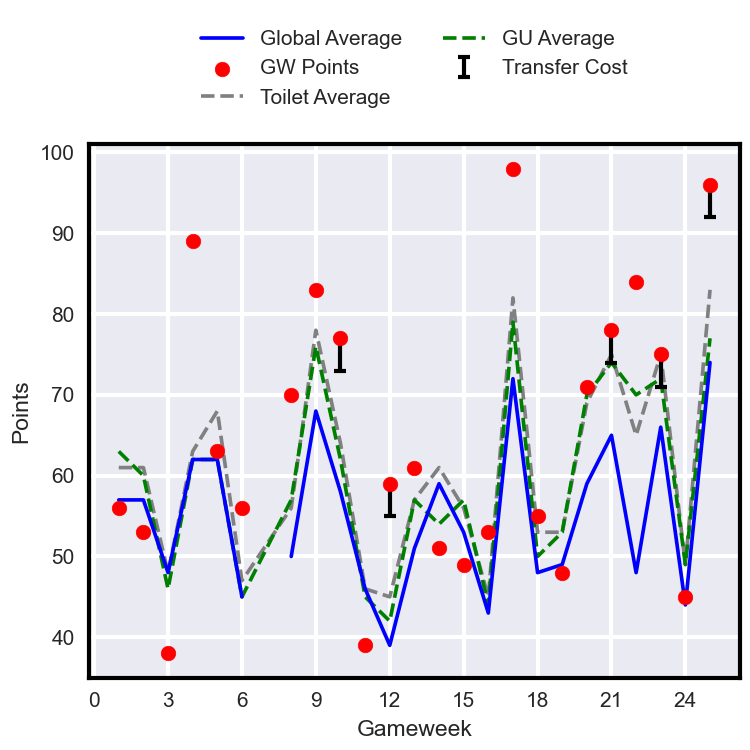 Global Average
GW Points
Toilet Average
GU Average
Transfer Cost
100
90
80
70
60
50
40
Points
0 3 6 9 12 15 18 21 24
Gameweek